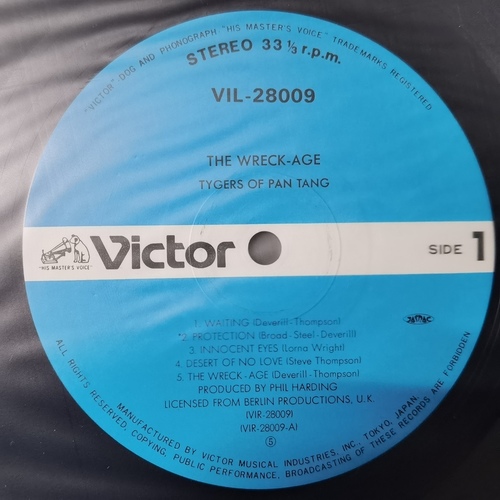 "VICTOR" DOG AND PHONOGRAPH "HIS MASTER'S VOICE" TRADEMARKS REGISTERED
STEREO 33 1/3 r.p.m.
VIL-28009
THE WRECK-AGE
TYGERS OF PAN TANG
"HIS MASTER'S VOICE"
Victor
SIDE 1
1. WAITING (Deverill-Thompson)
*2. PROTECTION (Broad-Steel-Deverill)
3. INNOCENT EYES (Lorna Wright)
4. DESERT OF NO LOVE (Steve Thompson)
5. THE WRECK-AGE (Deverill-Thompson)
PRODUCED BY PHIL HARDING
LICENSED FROM BERLIN PRODUCTIONS, U.K.
(VIR-28009)
(VIR-28009-A)
Ⓢ
JASRAC
MANUFACTURED BY VICTOR MUSICAL INDUSTRIES, INC., TOKYO, JAPAN.
ALL RIGHTS RESERVED, COPYING, PUBLIC PERFORMANCE, BROADCASTING OF THESE RECORDS ARE FORBIDDEN